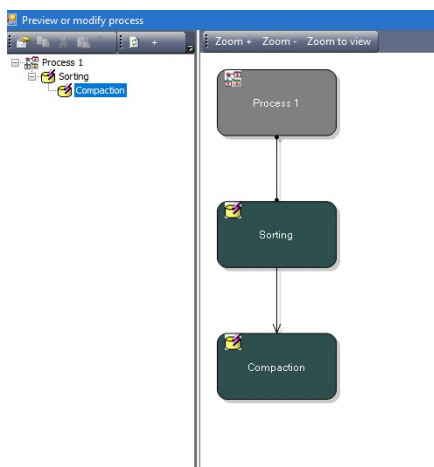 Preview or modify process
Zoom + Zoom - Zoom to view
Process 1
Sorting
Compaction
Process 1
Sorting
Compaction